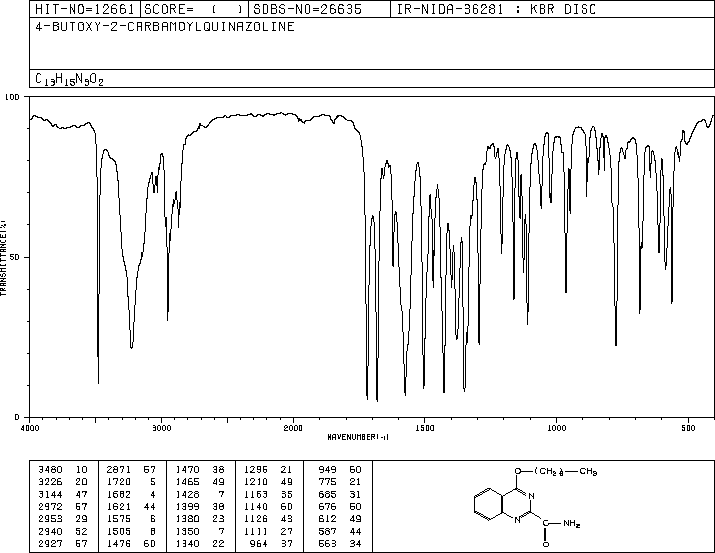 HIT-NO=12661 SCORE= ( ) SDBS-NO=26635 IR-NIDA-36281 : KBR DISC
4-BUTOXY-2-CARBAMOYLQUINAZOLINE
C13H15N3O2
100
50
0
TRANSMITTANCE(%)
4000 3000 2000 1500 1000 500
WAVENUMBER(-1)
3480 10 2871 57 1470 38 1296 21 949 60
3226 20 1720 5 1465 49 1210 49 775 21
3144 47 1682 4 1428 7 1163 35 685 31
2972 57 1621 44 1399 38 1140 60 676 50
2953 29 1575 6 1380 23 1126 43 612 49
2940 52 1505 8 1350 7 1111 27 587 44
2927 57 1476 60 1340 22 964 37 563 34
O-(CH2)3-CH3
N
N
C-NH2
O